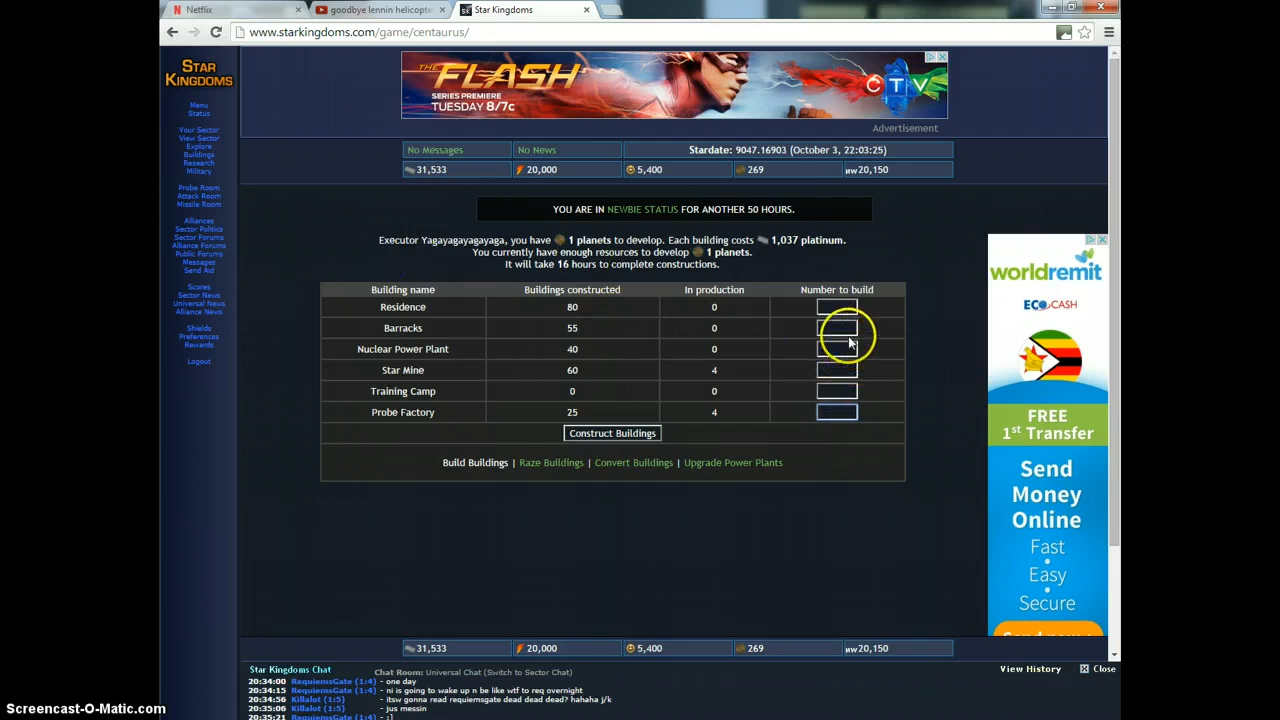 Netflix
goodbye lennin helicopte
Star Kingdoms
www.starkingdoms.com/game/centaurus/
STAR KINGDOMS
Menu
Status
Your Sector
View Sector
Explore
Buildings
Research
Military
Probe Room
Attack Room
Missile Room
Alliances
Sector Politics
Sector Forums
Alliance Forums
Public Forums
Messages
Send Aid
Scores
Sector News
Universal News
Alliance News
Shields
Preferences
Rewards
Logout
THE FLASH
SERIES PREMIERE
TUESDAY 8/7c
CTV
Advertisement
No Messages No News Stardate: 9047.16903 (October 3, 22:03:25)
31,533 20,000 5,400 269 NW 20,150
YOU ARE IN NEWBIE STATUS FOR ANOTHER 50 HOURS.
Executor Yagayagayagayaga, you have 1 planets to develop. Each building costs 1,037 platinum.
You currently have enough resources to develop 1 planets.
It will take 16 hours to complete constructions.
Building name Buildings constructed In production Number to build
Residence 80 0
Barracks 55 0
Nuclear Power Plant 40 0
Star Mine 60 4
Training Camp 0 0
Probe Factory 25 4
Construct Buildings
Build Buildings | Raze Buildings | Convert Buildings | Upgrade Power Plants
worldremit
ECOCASH
FREE
1st Transfer
Send
Money
Online
Fast
Easy
Secure
31,533 20,000 5,400 269 NW 20,150
Star Kingdoms Chat Chat Room: Universal Chat (Switch to Sector Chat) View History Close
20:34:00 RequiemsGate (1:4) - one day
20:34:15 RequiemsGate (1:4) - ni is going to wake up n be like wtf to req overnight
20:34:56 Killalot (1:5) - itsw gonna read requiemsgate dead dead dead? hahaha j/k
20:35:06 Killalot (1:5) - jus messin
20:35:21 RequiemsGate (1:4) - :]
Screencast-O-Matic.com